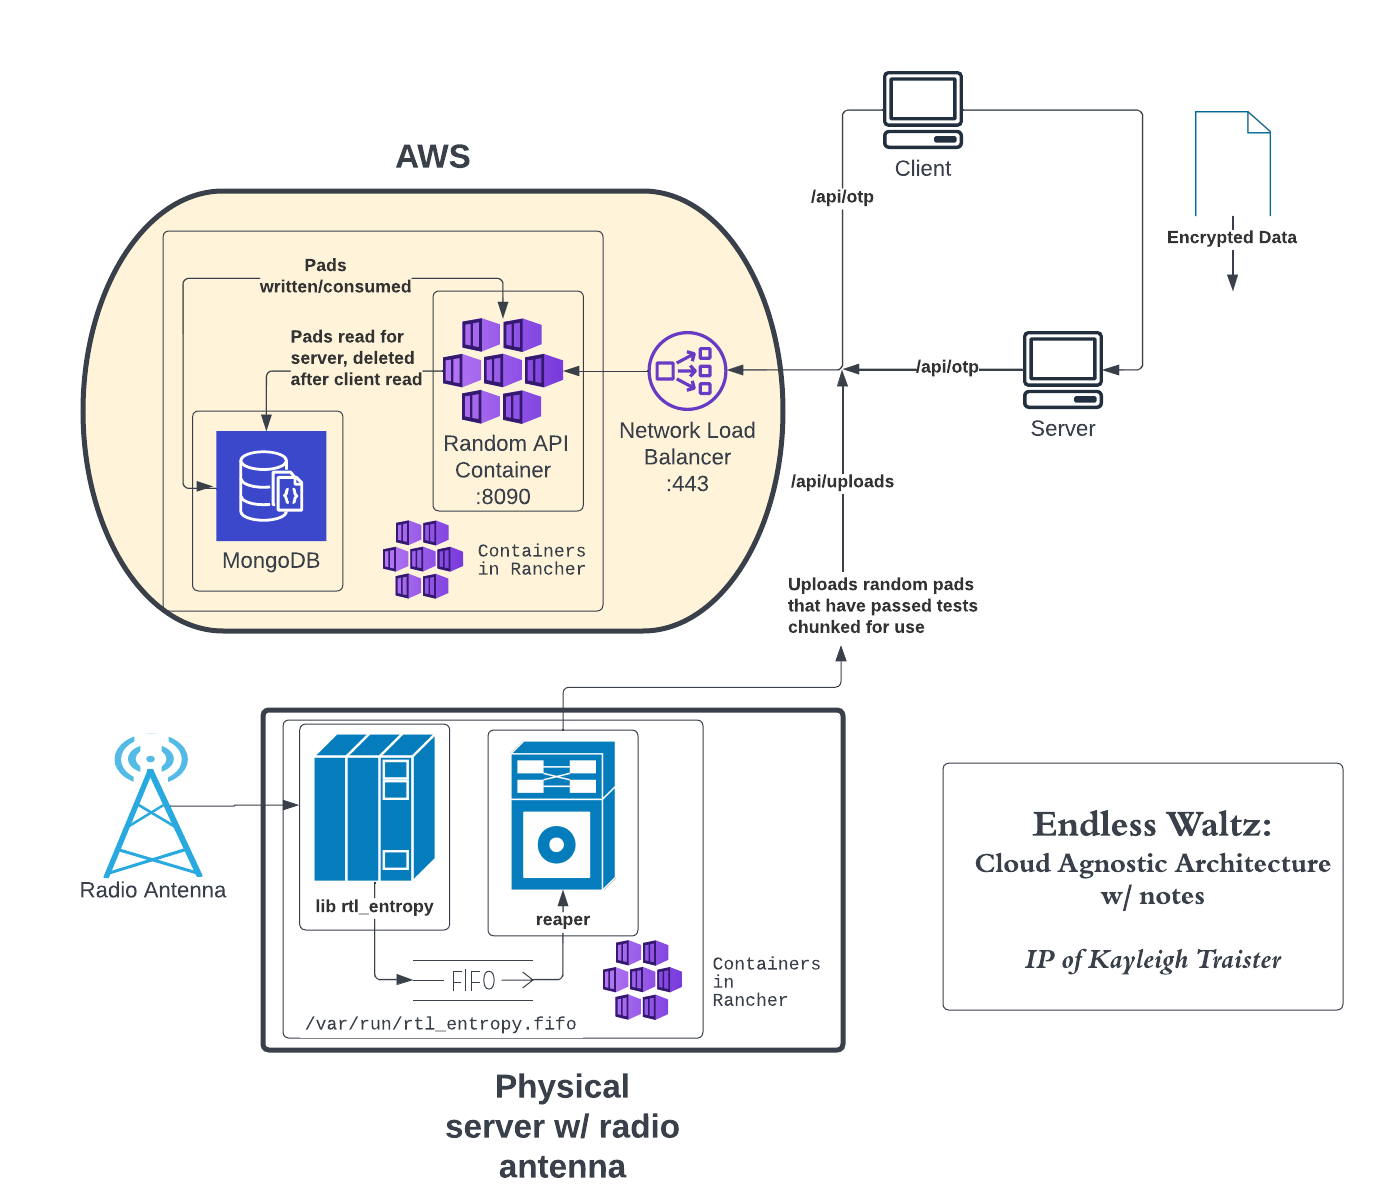 Client
AWS
/api/otp
Encrypted Data
Pads
written/consumed
Pads read for
server, deleted
after client read
/api/otp
Server
Network Load
Balancer
:443
Random API
Container
:8090
/api/uploads
MongoDB
Containers
in Rancher
Uploads random pads
that have passed tests
chunked for use
Radio Antenna
lib rtl_entropy
reaper
FIFO
/var/run/rtl_entropy.fifo
Containers
in
Rancher
Endless Waltz:
Cloud Agnostic Architecture
w/ notes
IP of Kayleigh Traister
Physical
server w/ radio
antenna